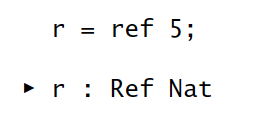 r = ref 5;
▸ r : Ref Nat